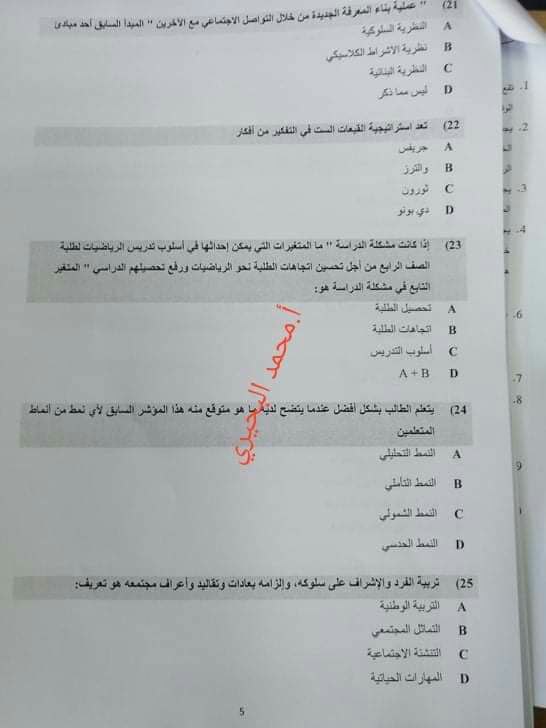 21) " عملية بناء المعرفة الجديدة من خلال التواصل الاجتماعي مع الآخرين " المبدأ السابق أحد مبادئ
A النظرية السلوكية
B نظرية الاشراط الكلاسيكي
C النظرية البنائية
D ليس مما ذكر
22) تعد استراتيجية القبعات الست في التفكير من أفكار
A جريفس
B والترز
C ثورون
D دي بونو
23) إذا كانت مشكلة الدراسة " ما المتغيرات التي يمكن إحداثها في أسلوب تدريس الرياضيات لطلبة
الصف الرابع من أجل تحسين اتجاهات الطلبة نحو الرياضيات ورفع تحصيلهم الدراسي " المتغير
التابع في مشكلة الدراسة هو:
A تحصيل الطلبة
B اتجاهات الطلبة
C أسلوب التدريس
D A + B
أ.محمد البحيري
24) يتعلم الطالب بشكل أفضل عندما يتضح لديه ما هو متوقع منه هذا المؤشر السابق لأي نمط من أنماط
المتعلمين
A النمط التحليلي
B النمط التأملي
C النمط الشمولي
D النمط الحدسي
25) تربية الفرد والإشراف على سلوكه، وإلزامه بعادات وتقاليد وأعراف مجتمعه هو تعريف:
A التربية الوطنية
B التماثل المجتمعي
C التنشئة الاجتماعية
D المهارات الحياتية
5
1.
2.
3.
4.
6.
7.
8.
9